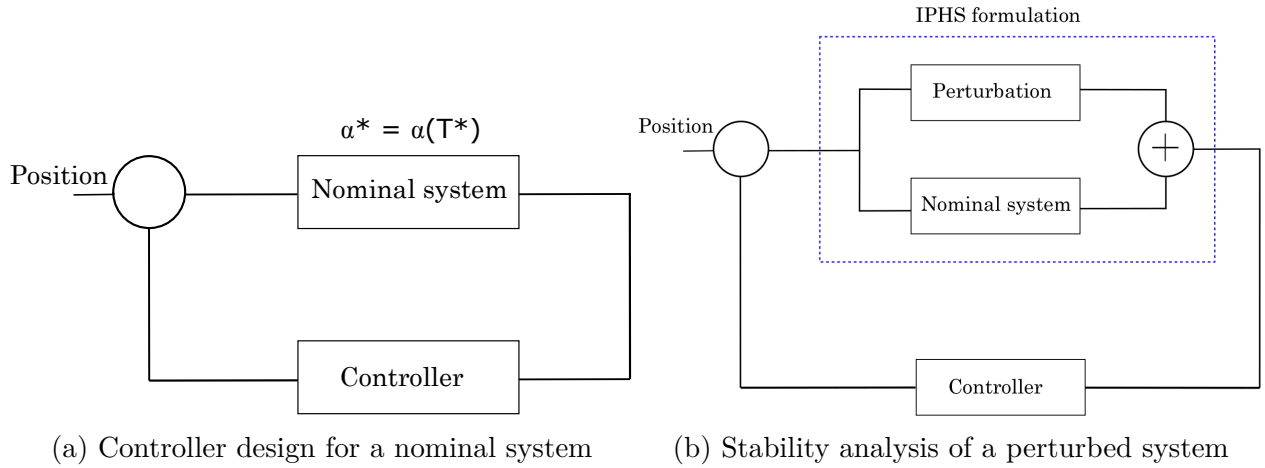 α* = α(T*)
Position
Nominal system
Controller
(a) Controller design for a nominal system
IPHS formulation
Perturbation
Position
+
Nominal system
Controller
(b) Stability analysis of a perturbed system